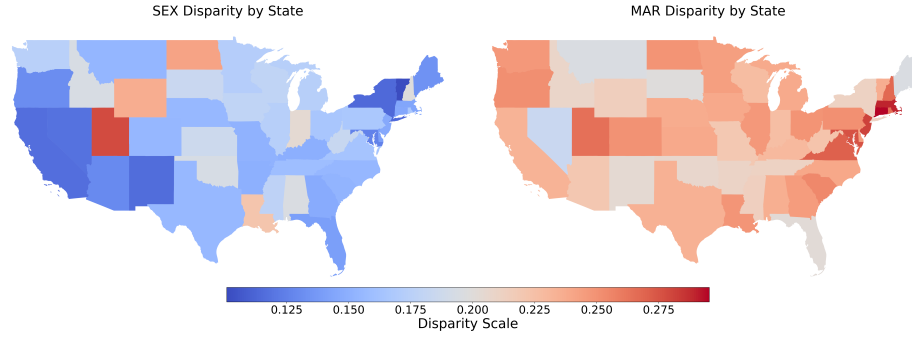 SEX Disparity by State
MAR Disparity by State
0.125 0.150 0.175 0.200 0.225 0.250 0.275
Disparity Scale